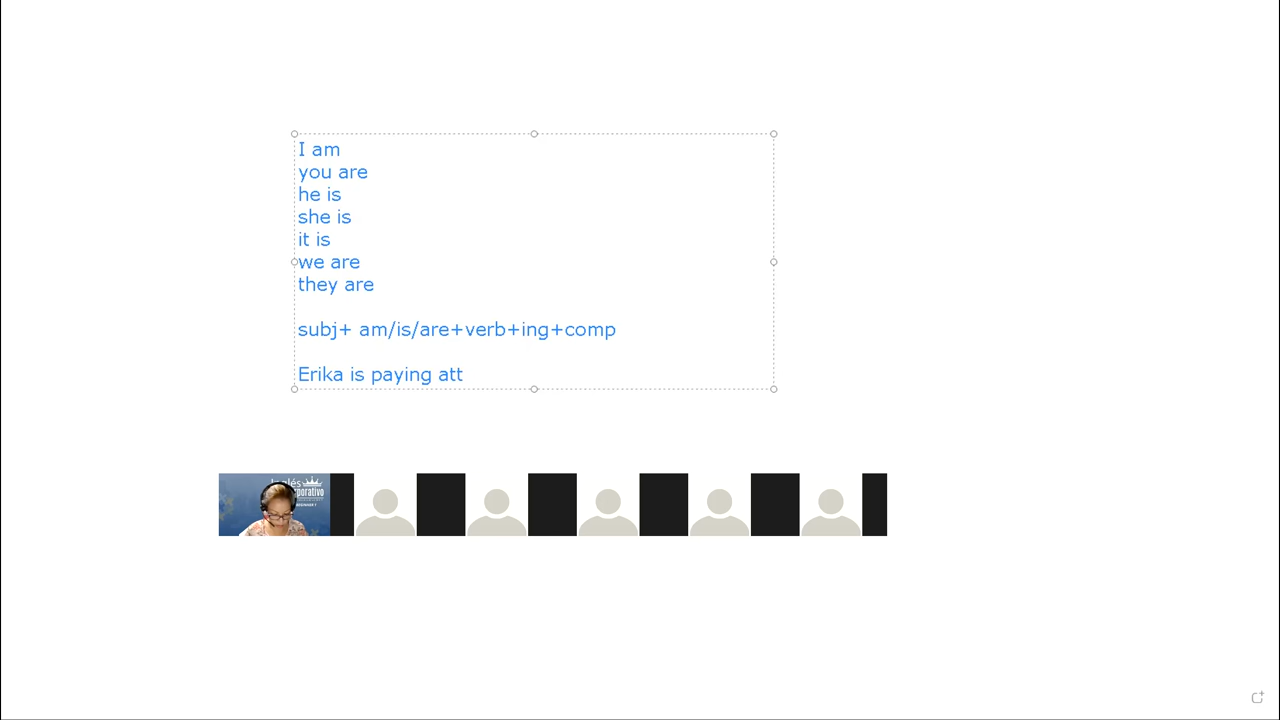 I am
you are
he is
she is
it is
we are
they are
subj+ am/is/are+verb+ing+comp
Erika is paying att
Inglés